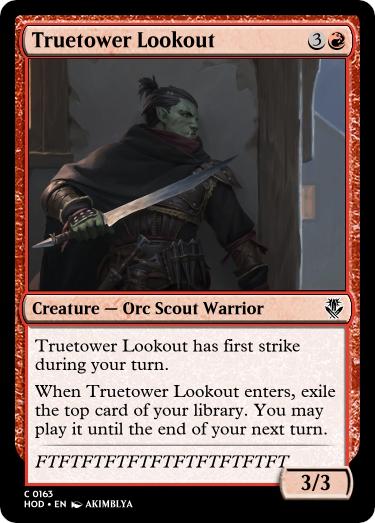 Truetower Lookout 3
Creature — Orc Scout Warrior
Truetower Lookout has first strike
during your turn.
When Truetower Lookout enters, exile
the top card of your library. You may
play it until the end of your next turn.
FTFTFTFTFTFTFTFTFTFTFT
3/3
C 0163
HOD • EN AKIMBLYA